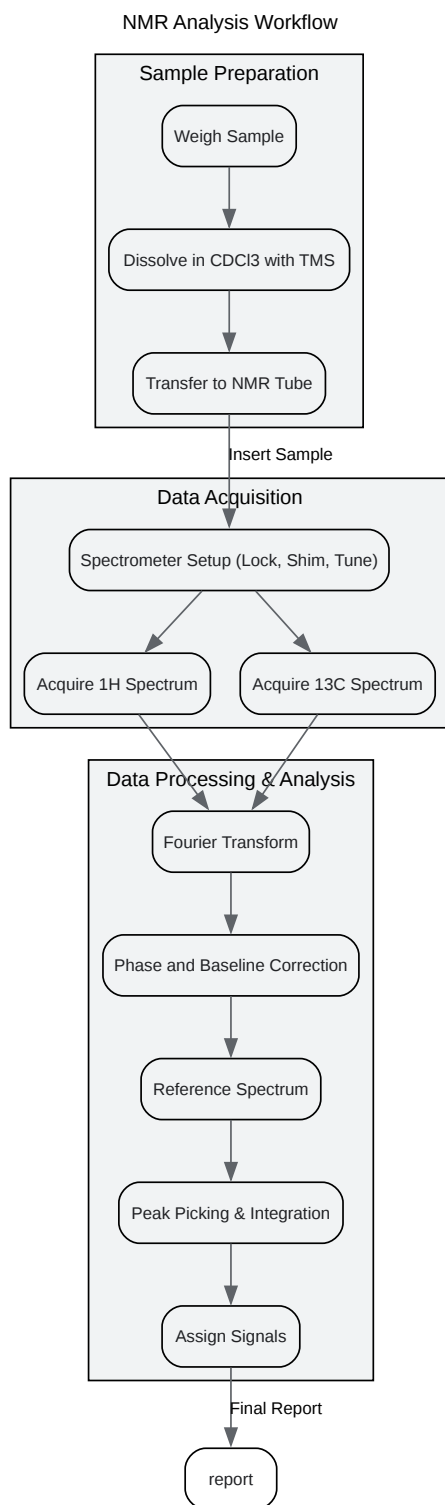 NMR Analysis Workflow
Sample Preparation
Weigh Sample
Dissolve in CDCl3 with TMS
Transfer to NMR Tube
Insert Sample
Data Acquisition
Spectrometer Setup (Lock, Shim, Tune)
Acquire 1H Spectrum
Acquire 13C Spectrum
Data Processing & Analysis
Fourier Transform
Phase and Baseline Correction
Reference Spectrum
Peak Picking & Integration
Assign Signals
Final Report
report